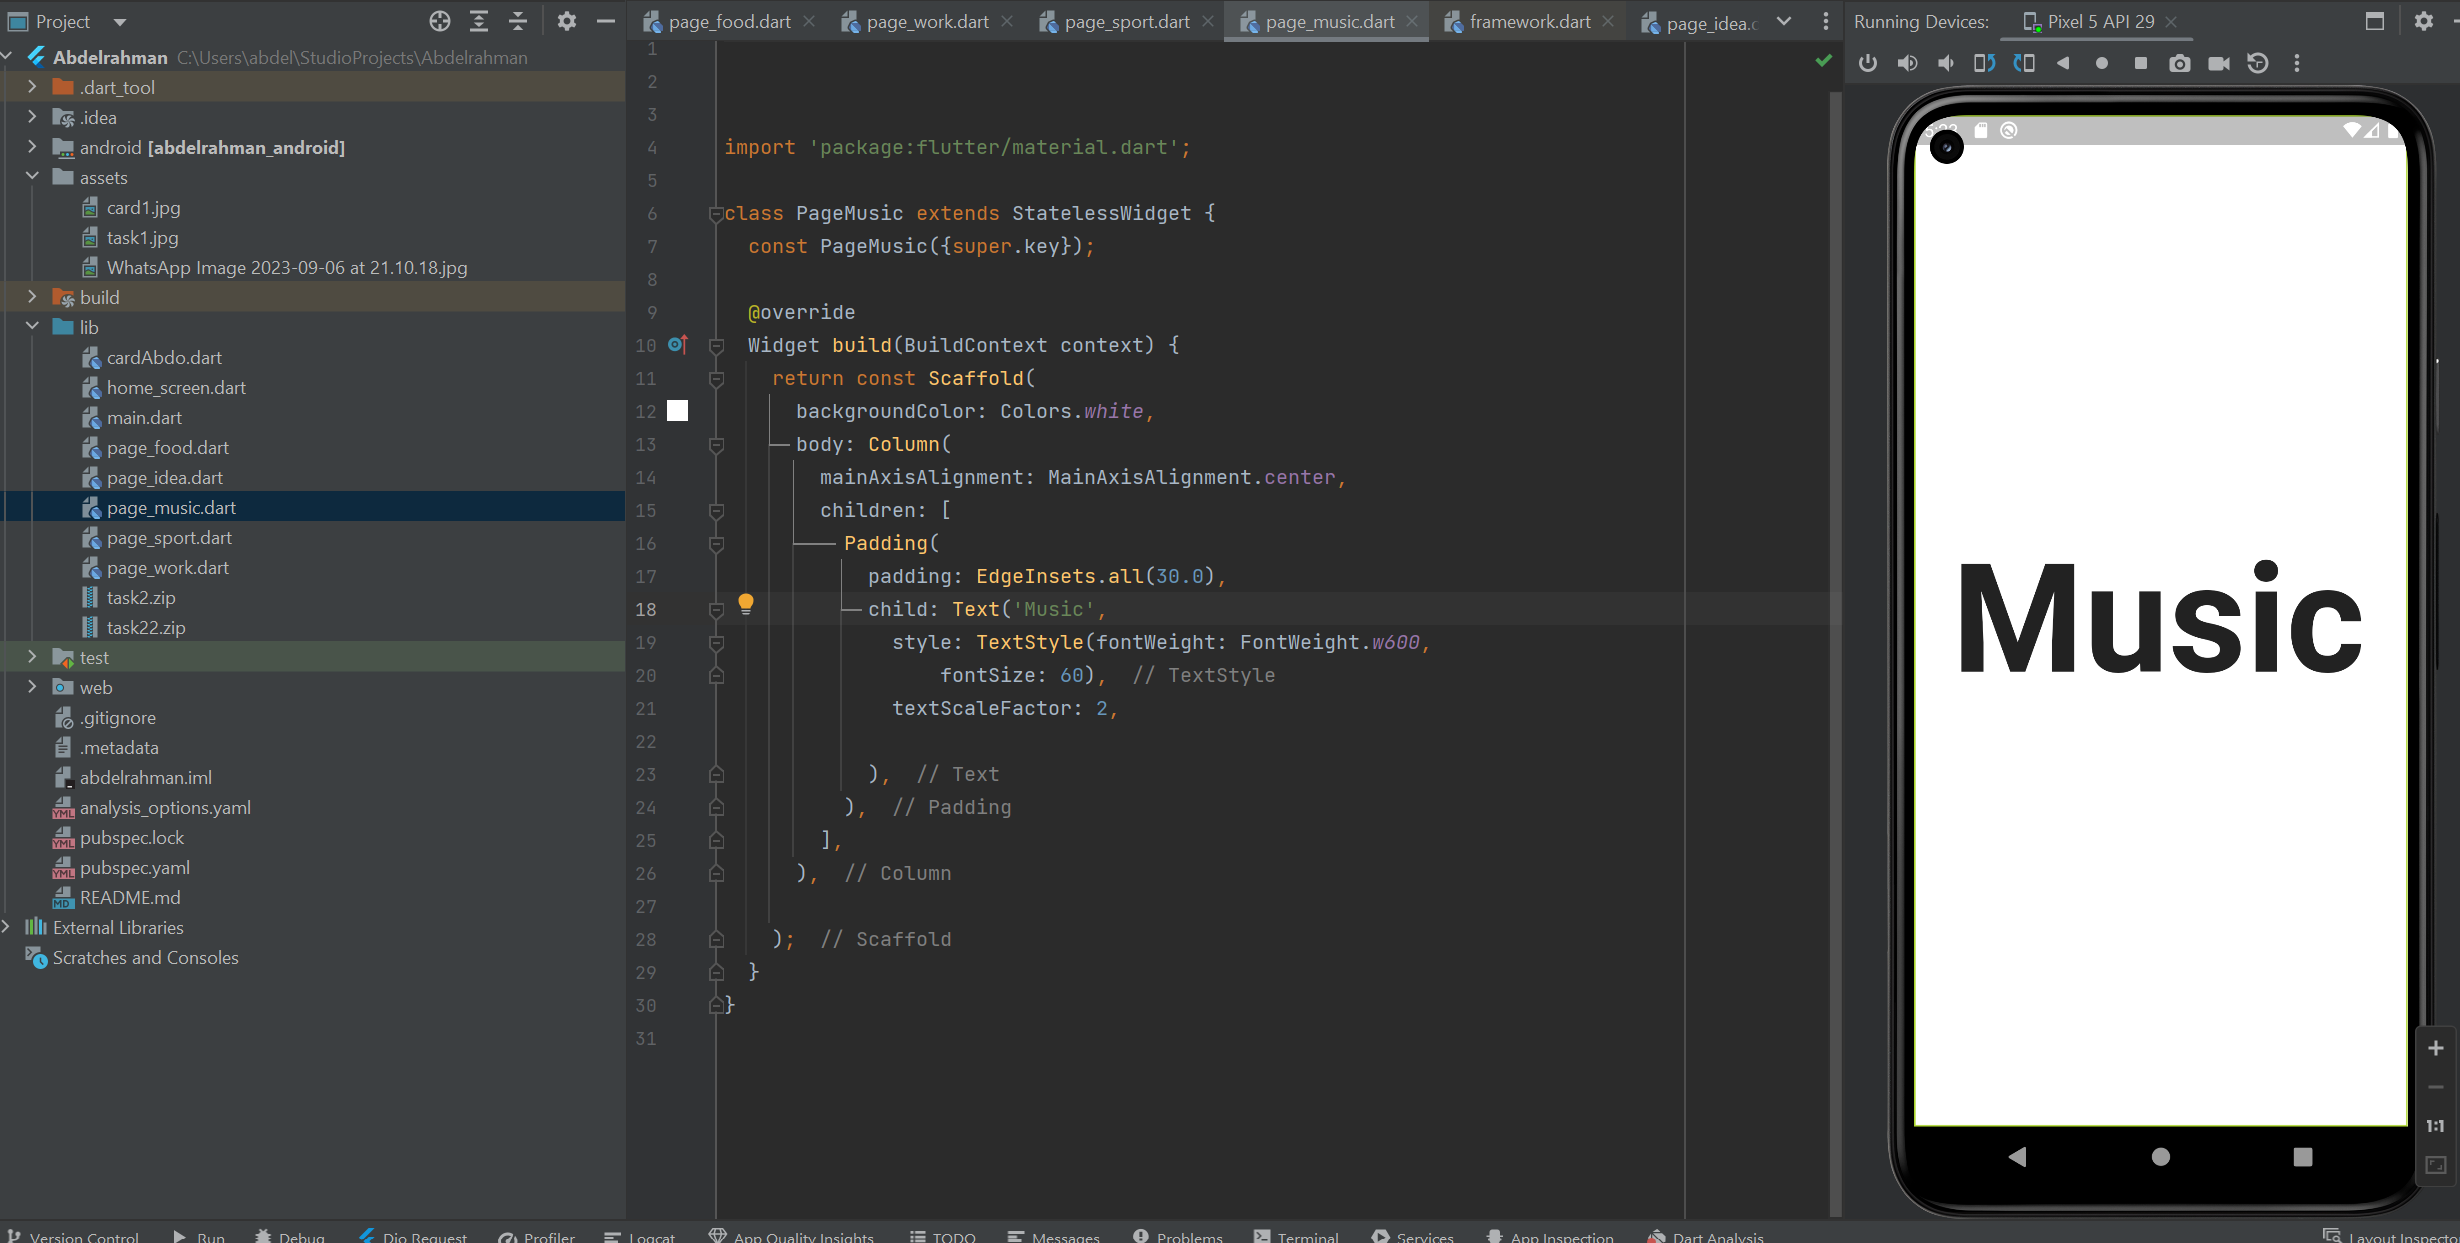 Project
Abdelrahman C:\Users\abdel\StudioProjects\Abdelrahman
.dart_tool
.idea
android [abdelrahman_android]
assets
card1.jpg
task1.jpg
WhatsApp Image 2023-09-06 at 21.10.18.jpg
build
lib
cardAbdo.dart
home_screen.dart
main.dart
page_food.dart
page_idea.dart
page_music.dart
page_sport.dart
page_work.dart
task2.zip
task22.zip
test
web
.gitignore
.metadata
abdelrahman.iml
analysis_options.yaml
pubspec.lock
pubspec.yaml
README.md
External Libraries
Scratches and Consoles
page_food.dart page_work.dart page_sport.dart page_music.dart framework.dart page_idea.
1
2
3
4 import 'package:flutter/material.dart';
5
6 class PageMusic extends StatelessWidget {
7 const PageMusic({super.key});
8
9 @override
10 Widget build(BuildContext context) {
11 return const Scaffold(
12 backgroundColor: Colors.white,
13 body: Column(
14 mainAxisAlignment: MainAxisAlignment.center,
15 children: [
16 Padding(
17 padding: EdgeInsets.all(30.0),
18 child: Text('Music',
19 style: TextStyle(fontWeight: FontWeight.w600,
20 fontSize: 60), // TextStyle
21 textScaleFactor: 2,
22
23 ), // Text
24 ), // Padding
25 ],
26 ), // Column
27
28 ); // Scaffold
29 }
30 }
31
Running Devices: Pixel 5 API 29
Music
1:1
Version Control Run Debug Dio Request Profiler Logcat App Quality Insights TODO Messages Problems Terminal Services App Inspection Dart Analysis Layout Inspecto